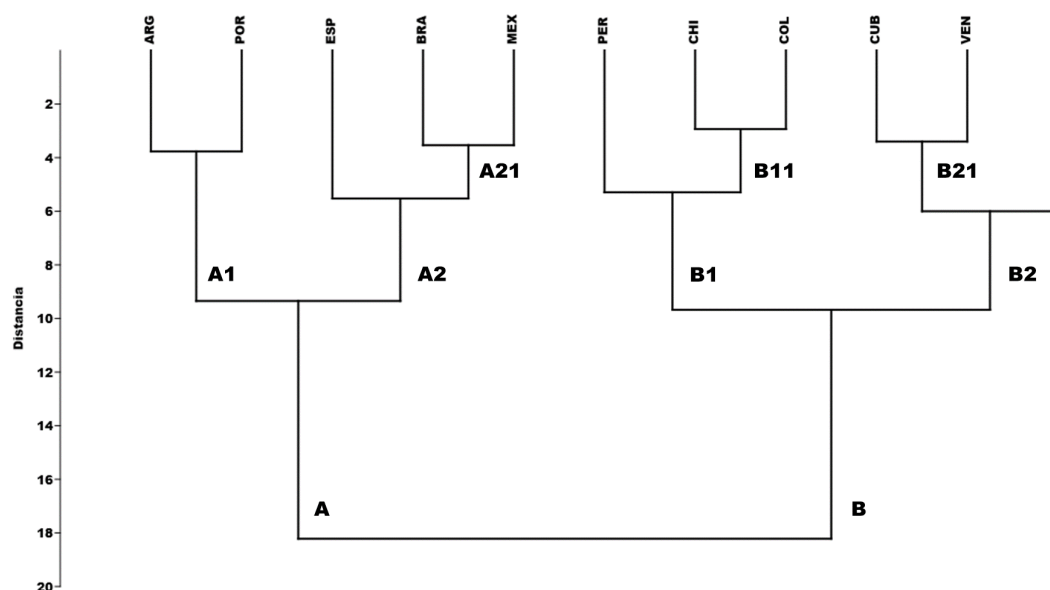 ARG
POR
ESP
BRA
MEX
PER
CHI
COL
CUB
VEN
2
4
6
8
10
12
14
16
18
20
Distancia
A21
B11
B21
A1
A2
B1
B2
A
B